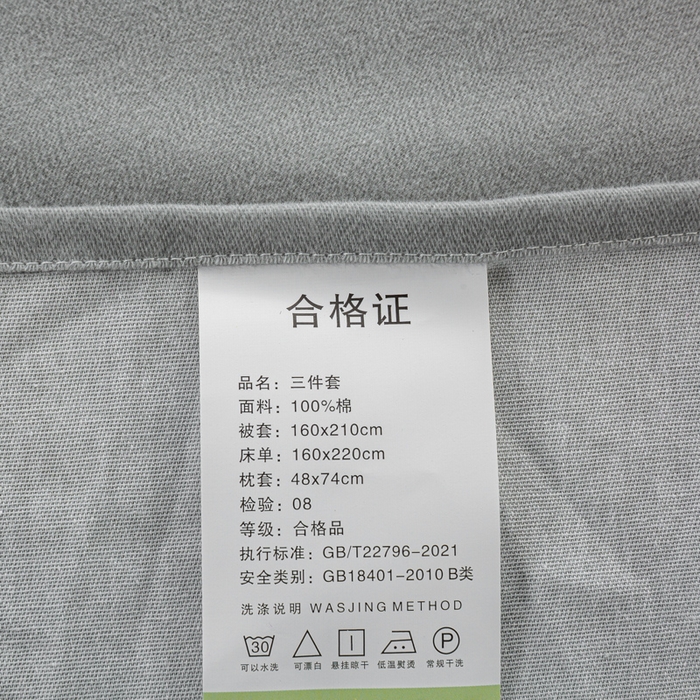 合格证
品名：三件套
面料：100%棉
被套：160x210cm
床单：160x220cm
枕套：48x74cm
检验：08
等级：合格品
执行标准：GB/T22796-2021
安全类别：GB18401-2010 B类
洗涤说明 WASJING METHOD
30 P
可以水洗 可漂白 悬挂晾干 低温熨烫 常规干洗